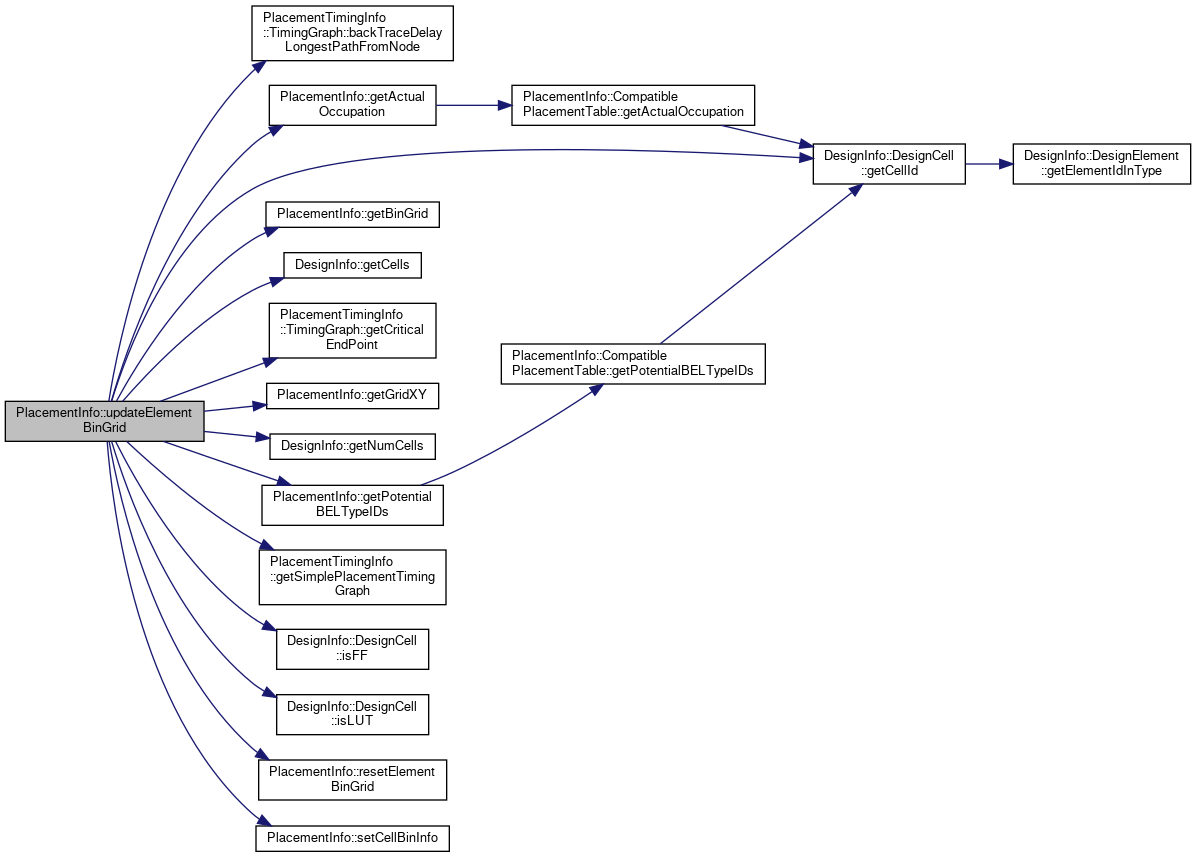 PlacementTimingInfo
::TimingGraph::backTraceDelay
LongestPathFromNode
PlacementInfo::getActual
Occupation
PlacementInfo::Compatible
PlacementTable::getActualOccupation
DesignInfo::DesignCell
::getCellId
DesignInfo::DesignElement
::getElementIdInType
PlacementInfo::getBinGrid
DesignInfo::getCells
PlacementTimingInfo
::TimingGraph::getCritical
EndPoint
PlacementInfo::Compatible
PlacementTable::getPotentialBELTypeIDs
PlacementInfo::getGridXY
PlacementInfo::updateElement
BinGrid
DesignInfo::getNumCells
PlacementInfo::getPotential
BELTypeIDs
PlacementTimingInfo
::getSimplePlacementTiming
Graph
DesignInfo::DesignCell
::isFF
DesignInfo::DesignCell
::isLUT
PlacementInfo::resetElement
BinGrid
PlacementInfo::setCellBinInfo